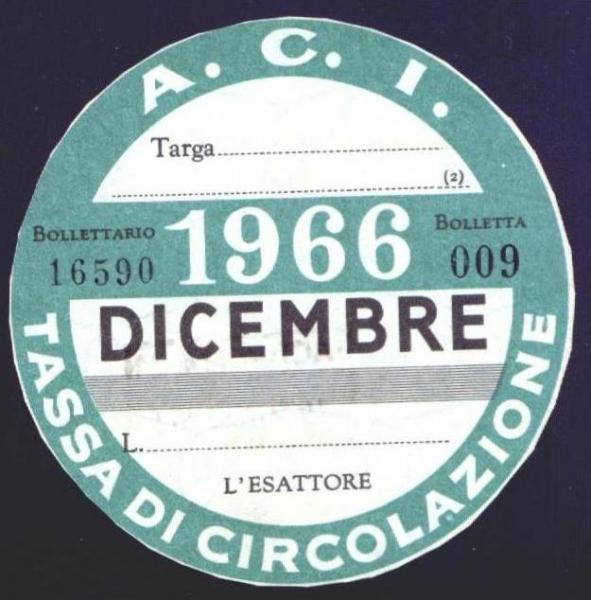 A. C. I.
Targa
(2)
BOLLETTARIO
16590
1966
BOLLETTA
009
DICEMBRE
L.
L'ESATTORE
TASSA DI CIRCOLAZIONE